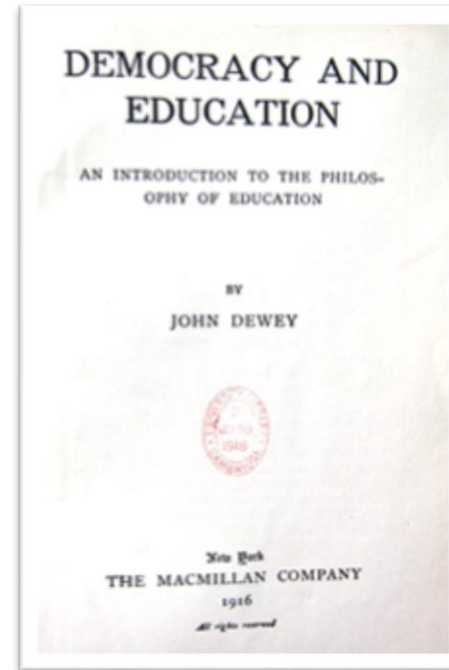 DEMOCRACY AND
EDUCATION
AN INTRODUCTION TO THE PHILOS-
OPHY OF EDUCATION
BY
JOHN DEWEY
1916
New York
THE MACMILLAN COMPANY
1916
All rights reserved